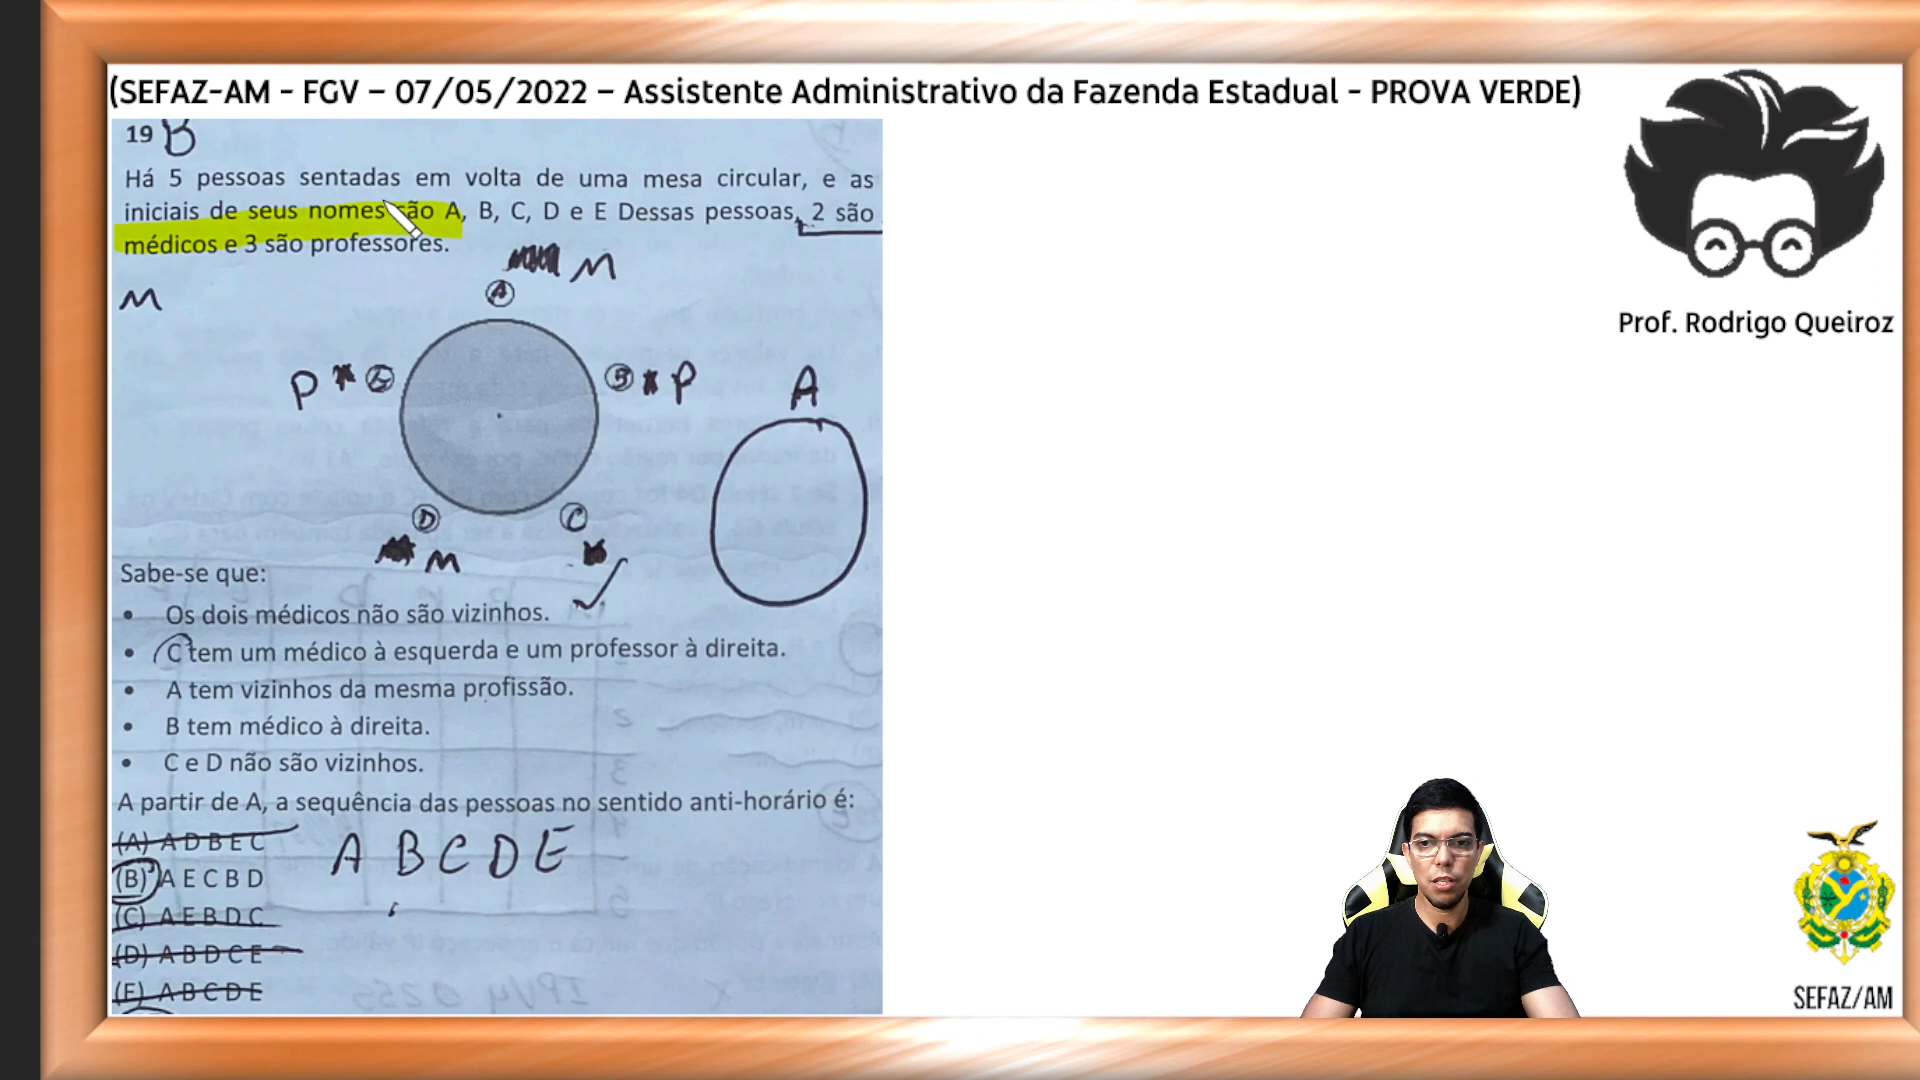 (SEFAZ-AM - FGV – 07/05/2022 – Assistente Administrativo da Fazenda Estadual - PROVA VERDE)
19 B
Há 5 pessoas sentadas em volta de uma mesa circular, e as
iniciais de seus nomes são A, B, C, D e E Dessas pessoas, 2 são
médicos e 3 são professores.
M
M
A
P
B P
A
D
C
M
Sabe-se que:
• Os dois médicos não são vizinhos.
• C tem um médico à esquerda e um professor à direita.
• A tem vizinhos da mesma profissão.
• B tem médico à direita.
• C e D não são vizinhos.
A partir de A, a sequência das pessoas no sentido anti-horário é:
(A) A D B E C
A B C D E
(B) A E C B D
(C) A E B D C
(D) A B D C E
(E) A B C D E
Prof. Rodrigo Queiroz
SEFAZ/AM